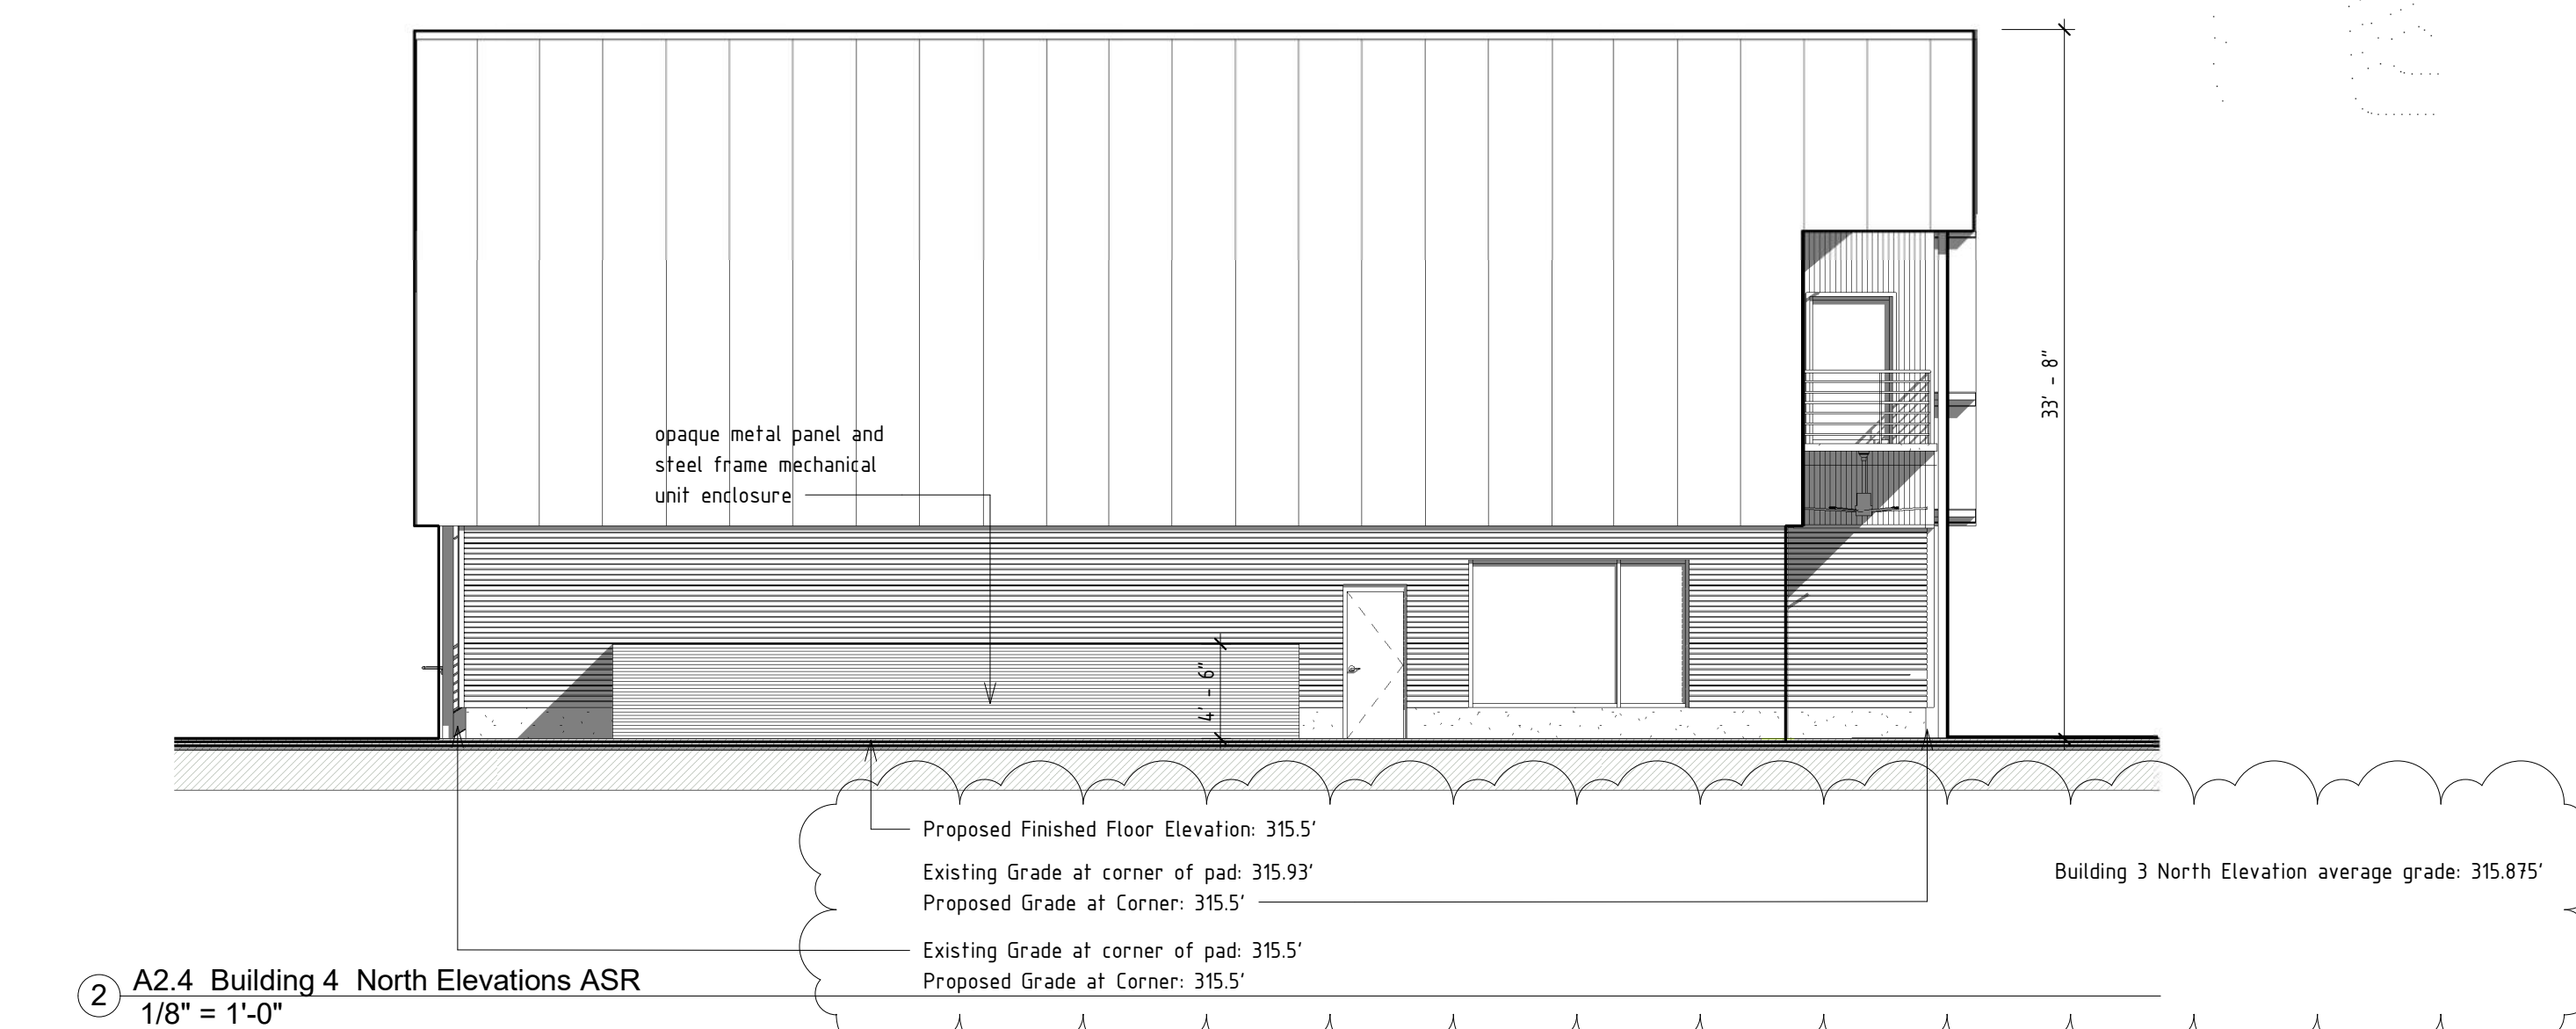 33' - 8"
opaque metal panel and
steel frame mechanical
unit enclosure
4' - 6"
Proposed Finished Floor Elevation: 315.5'
Existing Grade at corner of pad: 315.93'
Proposed Grade at Corner: 315.5'
Building 3 North Elevation average grade: 315.875'
Existing Grade at corner of pad: 315.5'
Proposed Grade at Corner: 315.5'
2 A2.4 Building 4 North Elevations ASR
1/8" = 1'-0"